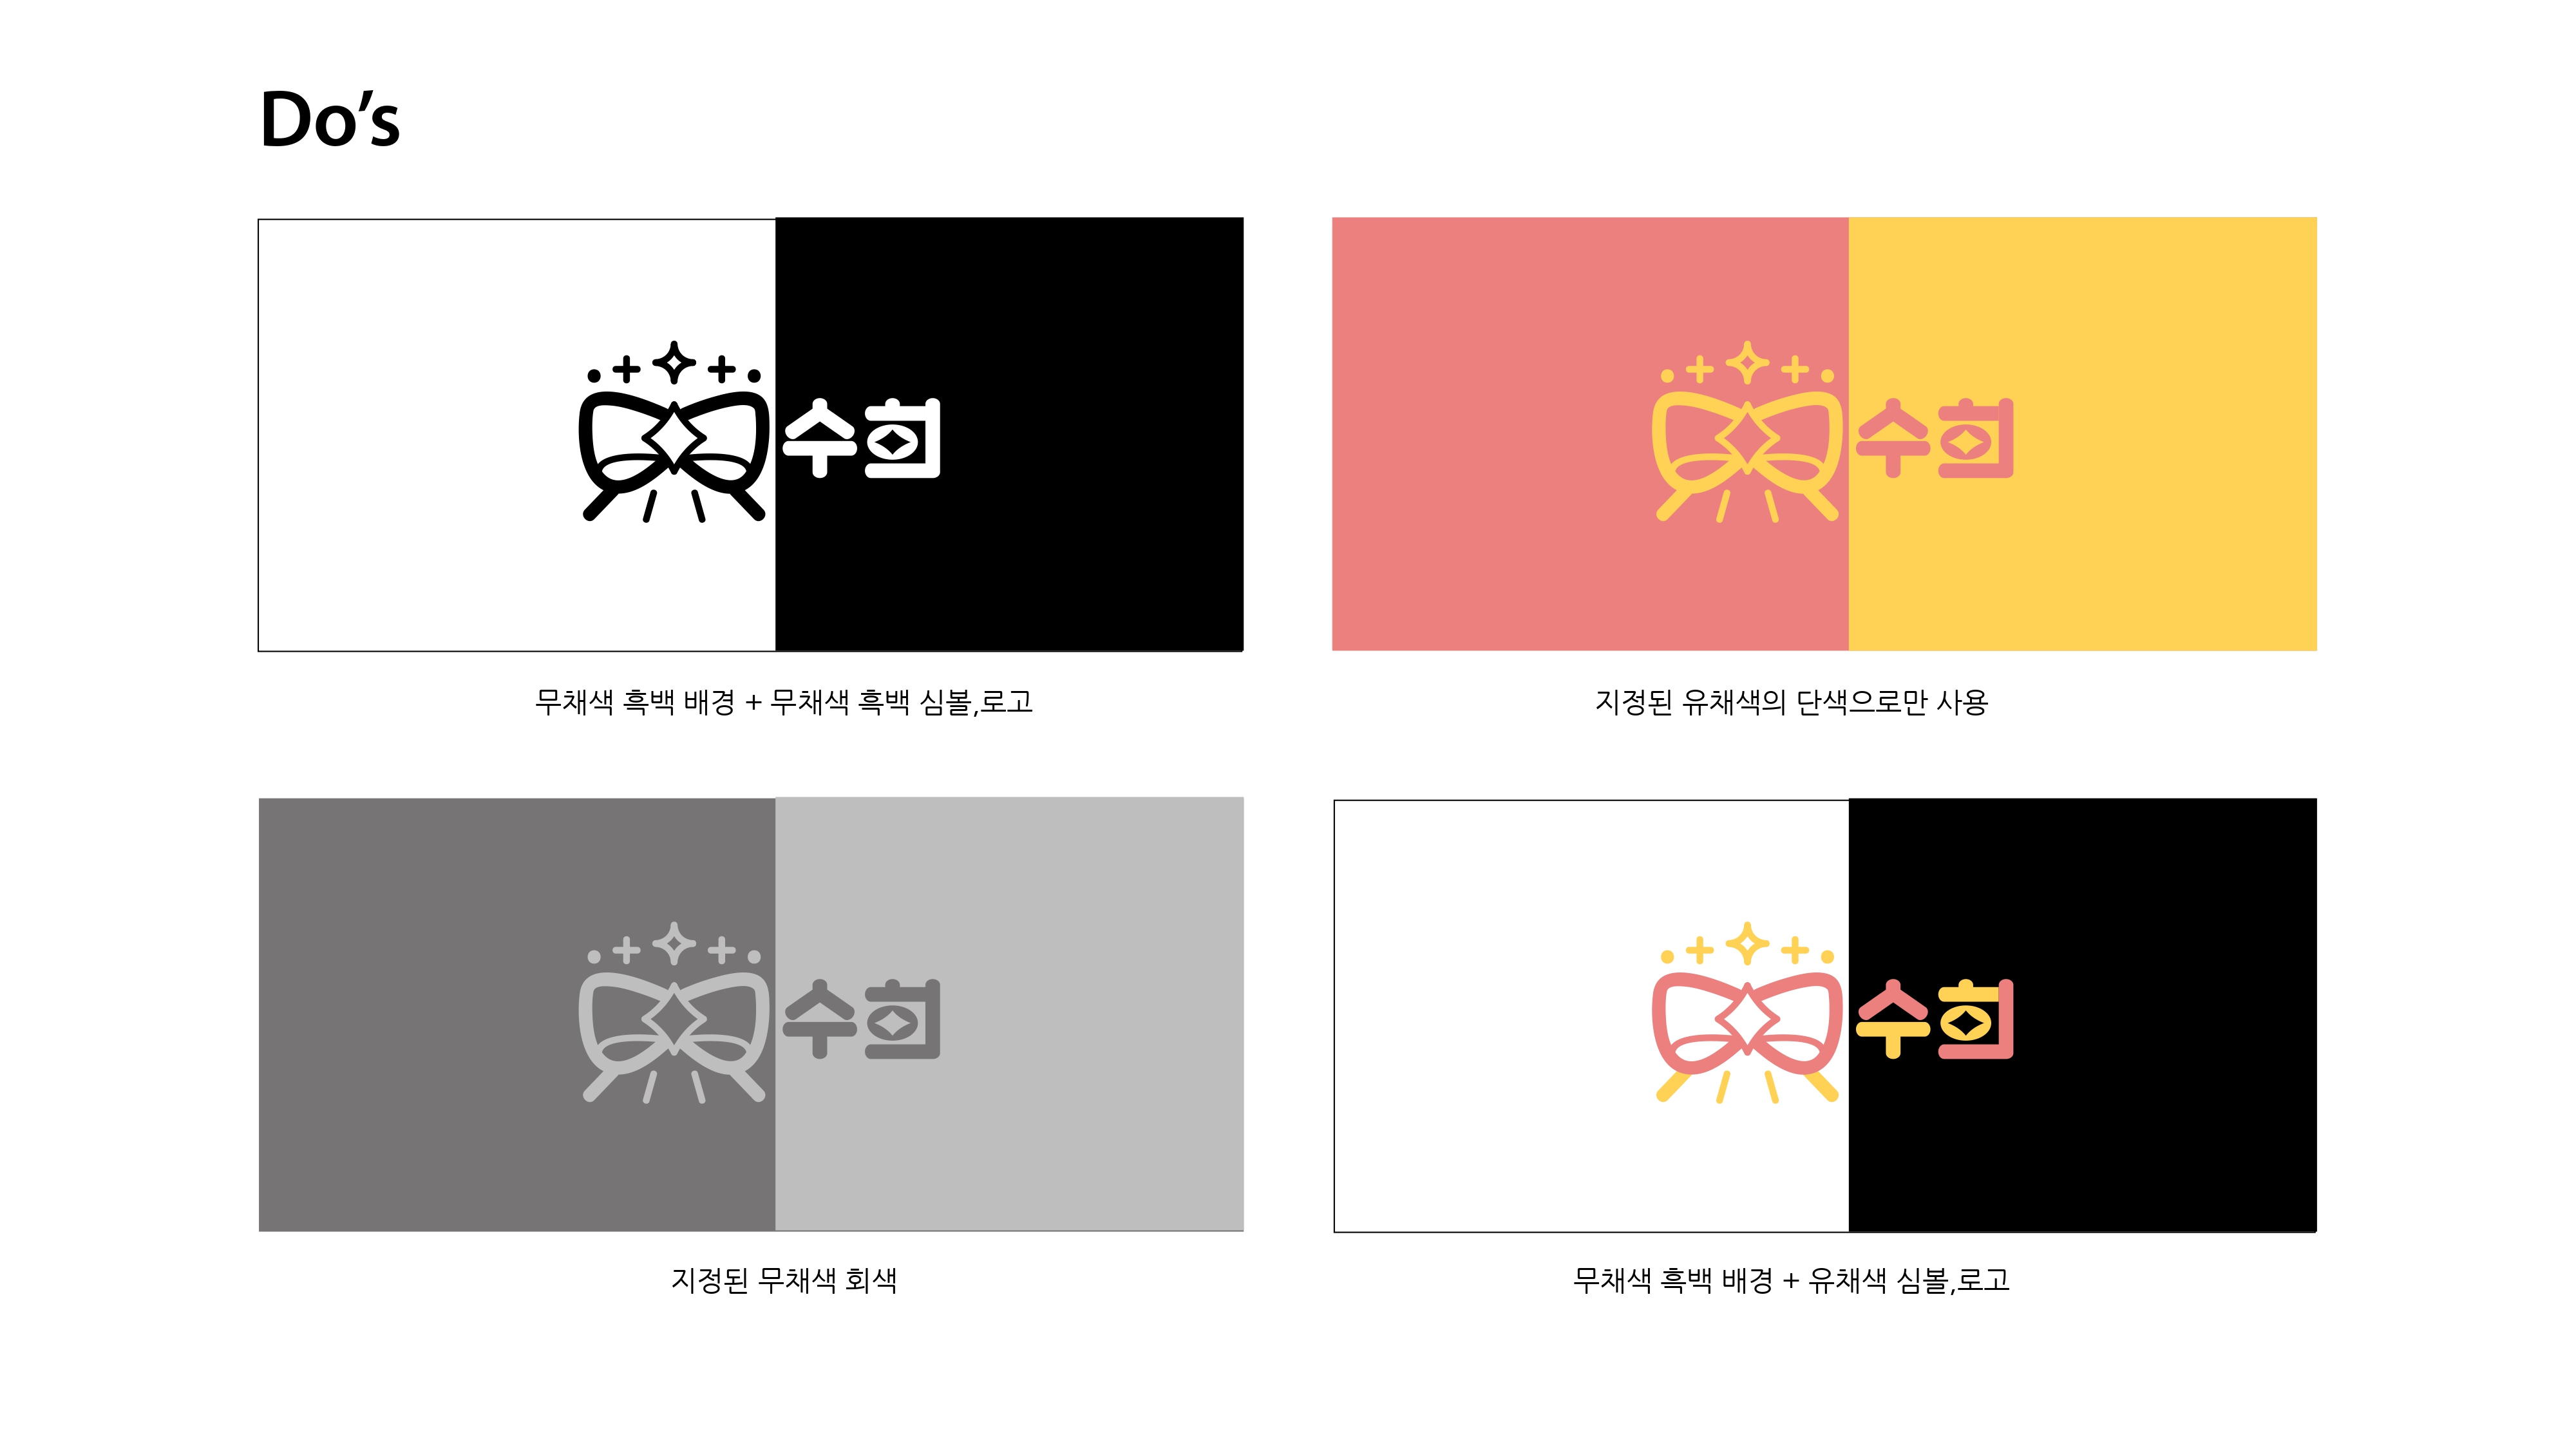 Do’s
수희
수희
무채색 흑백 배경 + 무채색 흑백 심볼,로고
지정된 유채색의 단색으로만 사용
수희
수희
지정된 무채색 회색
무채색 흑백 배경 + 유채색 심볼,로고